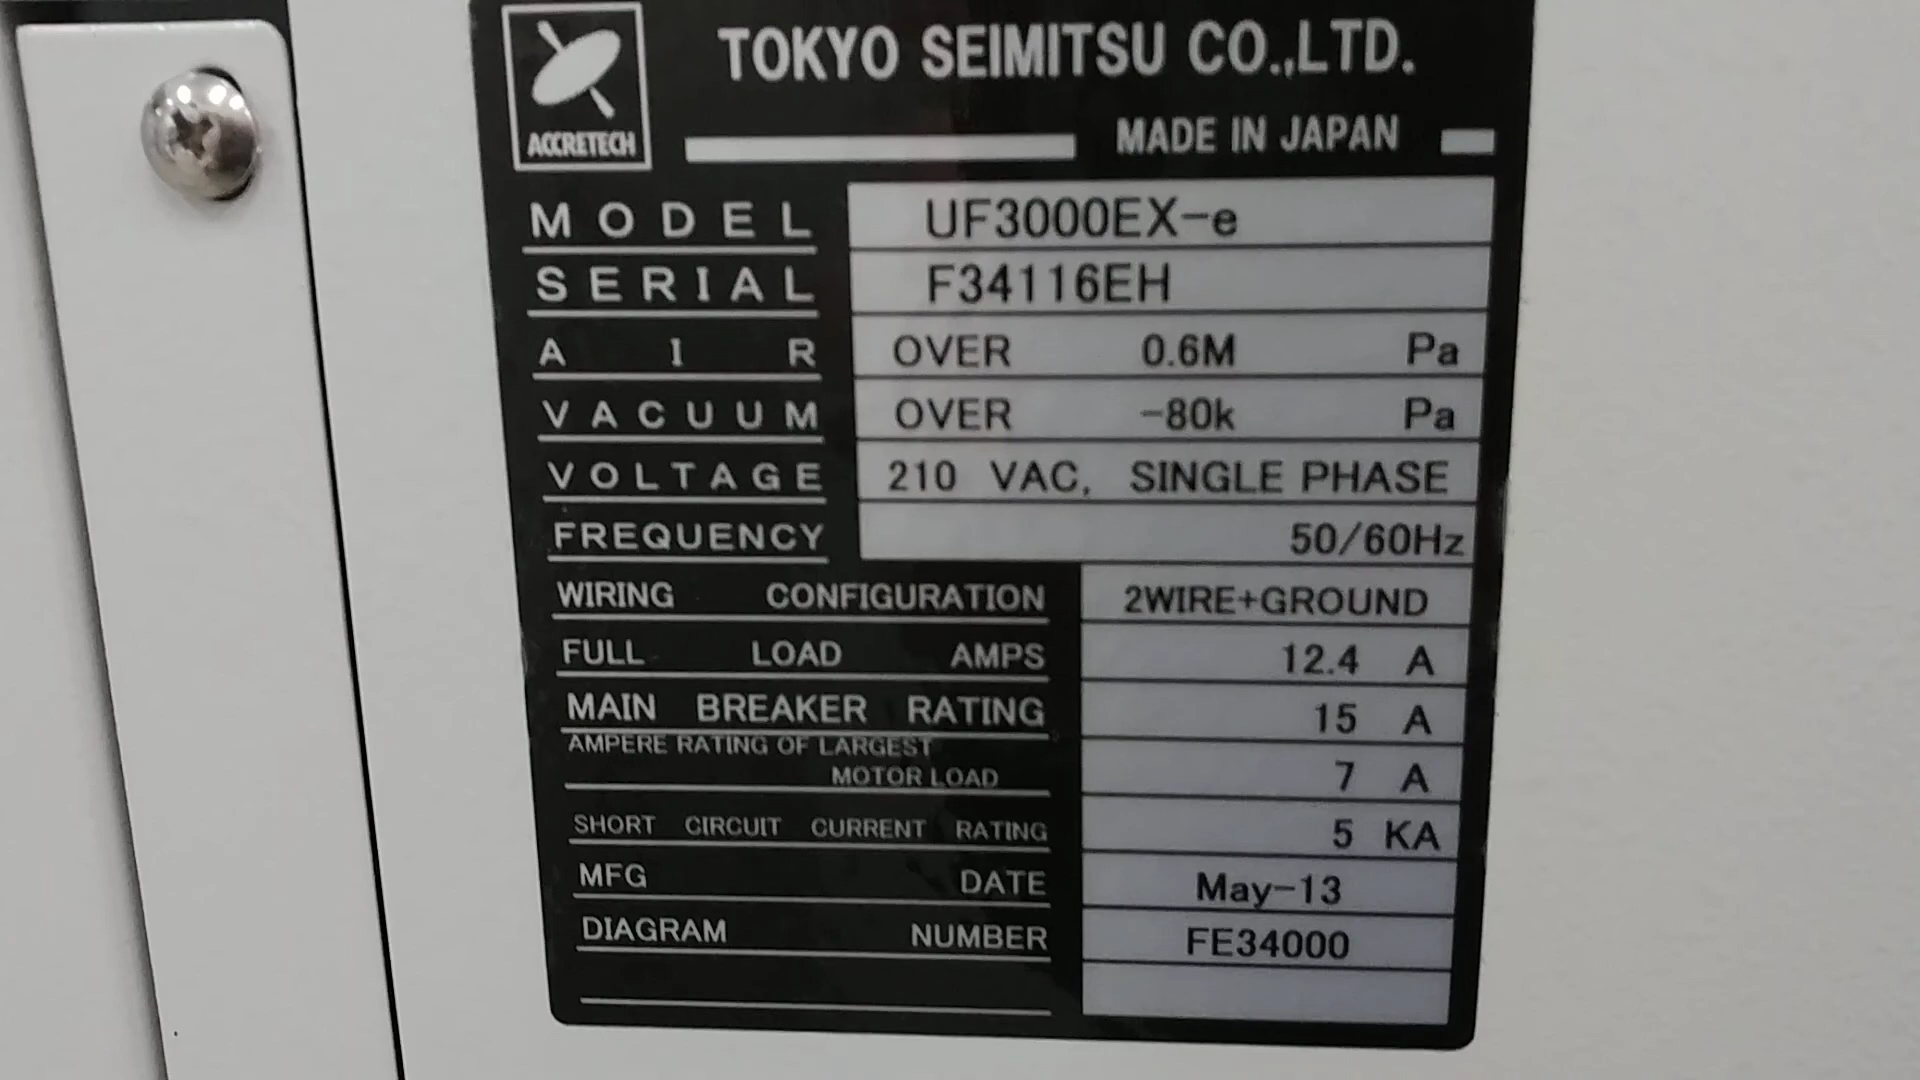 ACCRETECH
TOKYO SEIMITSU CO.,LTD.
MADE IN JAPAN
MODEL UF3000EX-e
SERIAL F34116EH
AIR OVER 0.6M Pa
VACUUM OVER -80k Pa
VOLTAGE 210 VAC, SINGLE PHASE
FREQUENCY 50/60Hz
WIRING CONFIGURATION 2WIRE+GROUND
FULL LOAD AMPS 12.4 A
MAIN BREAKER RATING 15 A
AMPERE RATING OF LARGEST
MOTOR LOAD 7 A
SHORT CIRCUIT CURRENT RATING 5 KA
MFG DATE May-13
DIAGRAM NUMBER FE34000